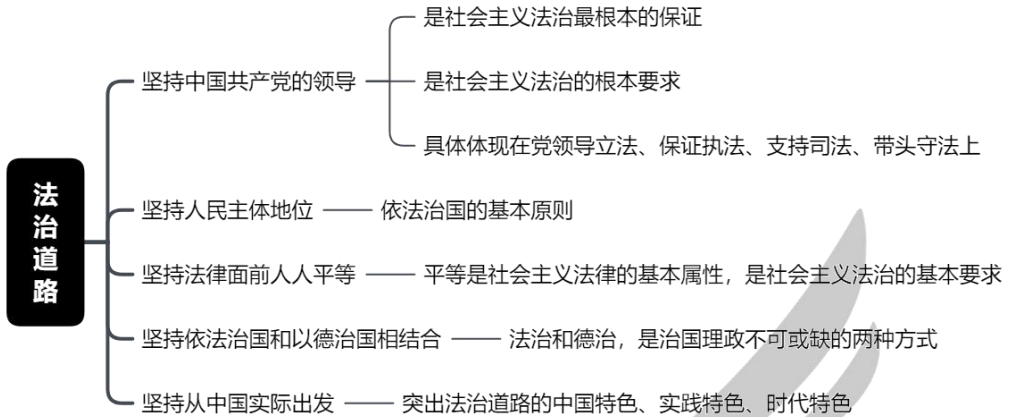 法治道路
坚持中国共产党的领导
是社会主义法治最根本的保证
是社会主义法治的根本要求
具体体现在党领导立法、保证执法、支持司法、带头守法上
坚持人民主体地位
依法治国的基本原则
坚持法律面前人人平等
平等是社会主义法律的基本属性，是社会主义法治的基本要求
坚持依法治国和以德治国相结合
法治和德治，是治国理政不可或缺的两种方式
坚持从中国实际出发
突出法治道路的中国特色、实践特色、时代特色